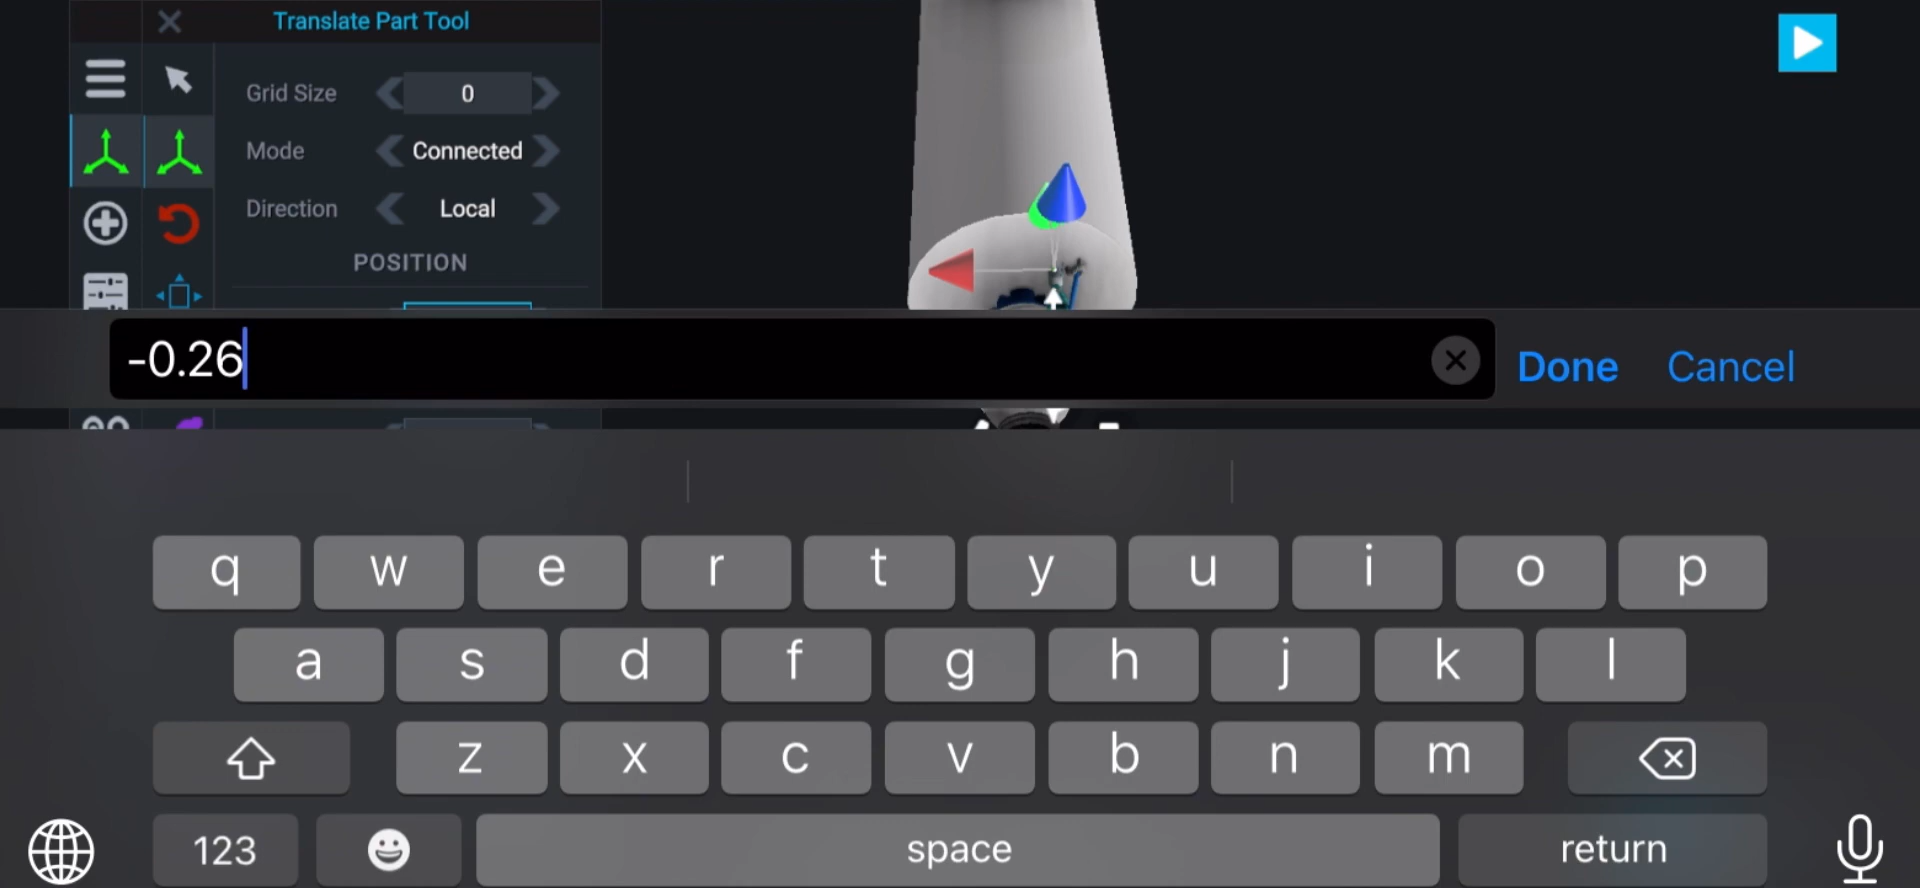 Translate Part Tool
Grid Size 0
Mode Connected
Direction Local
POSITION
-0.26
Done Cancel
q w e r t y u i o p
a s d f g h j k l
z x c v b n m
123 space return